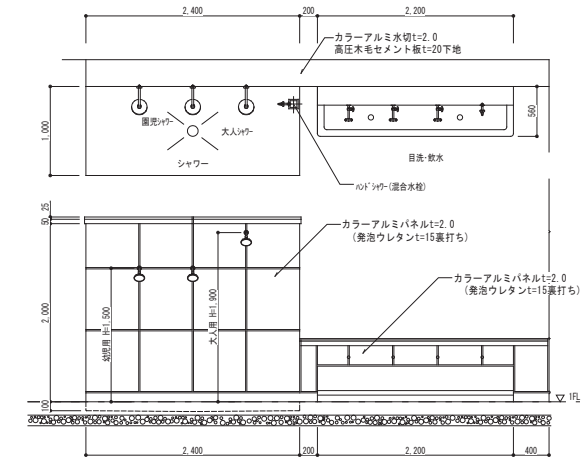 2,400
200
2,200
カラーアルミ水切t=2.0
高圧木毛セメント板t=20下地
1,000
560
園児シャワー
大人シャワー
シャワー
目洗・飲水
ハンドシャワー(混合水栓)
25
50
カラーアルミパネルt=2.0
(発泡ウレタンt=15裏打ち)
カラーアルミパネルt=2.0
(発泡ウレタンt=15裏打ち)
2,000
幼児用 H=1,500
大人用 H=1,900
100
1FL
2,400
200
2,200
400